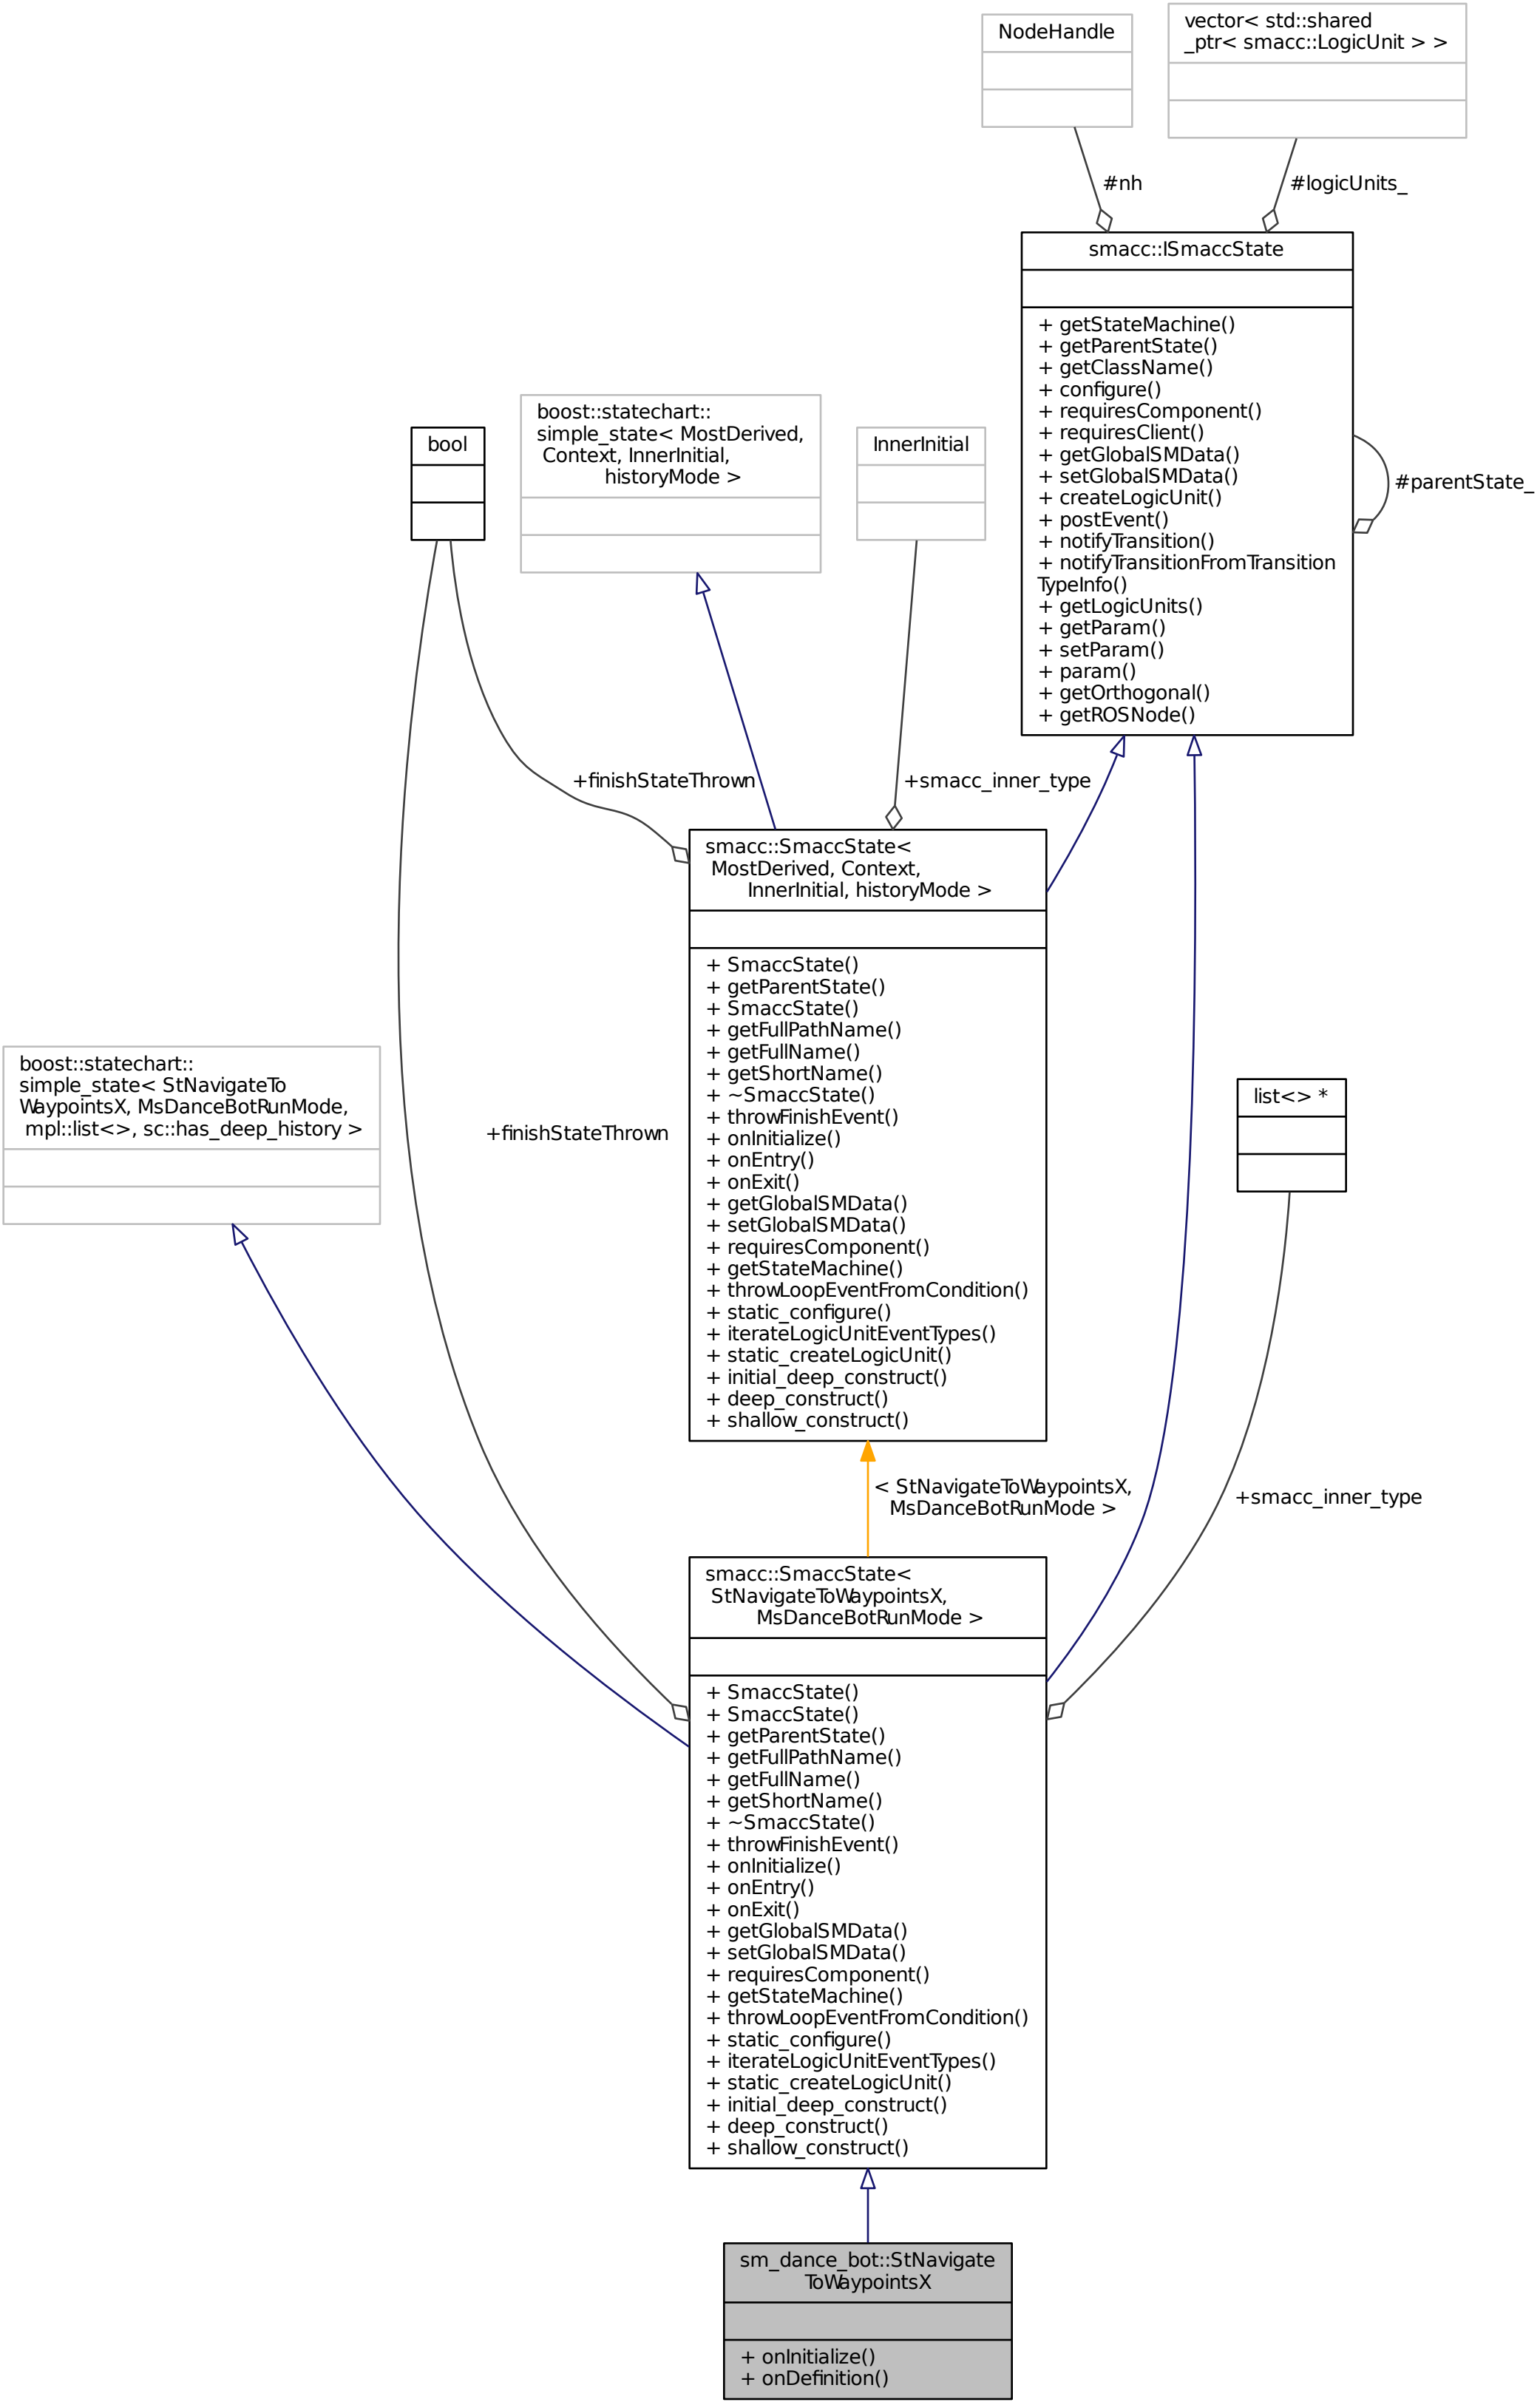 NodeHandle
vector< std::shared
_ptr< smacc::LogicUnit > >
#nh
#logicUnits_
smacc::ISmaccState
+ getStateMachine()
+ getParentState()
+ getClassName()
+ configure()
+ requiresComponent()
+ requiresClient()
+ getGlobalSMData()
+ setGlobalSMData()
+ createLogicUnit()
+ postEvent()
+ notifyTransition()
+ notifyTransitionFromTransition
TypeInfo()
+ getLogicUnits()
+ getParam()
+ setParam()
+ param()
+ getOrthogonal()
+ getROSNode()
#parentState_
bool
boost::statechart::
simple_state< MostDerived,
Context, InnerInitial,
historyMode >
InnerInitial
+finishStateThrown
+smacc_inner_type
smacc::SmaccState<
MostDerived, Context,
InnerInitial, historyMode >
+ SmaccState()
+ getParentState()
+ SmaccState()
+ getFullPathName()
+ getFullName()
+ getShortName()
+ ~SmaccState()
+ throwFinishEvent()
+ onInitialize()
+ onEntry()
+ onExit()
+ getGlobalSMData()
+ setGlobalSMData()
+ requiresComponent()
+ getStateMachine()
+ throwLoopEventFromCondition()
+ static_configure()
+ iterateLogicUnitEventTypes()
+ static_createLogicUnit()
+ initial_deep_construct()
+ deep_construct()
+ shallow_construct()
boost::statechart::
simple_state< StNavigateTo
WaypointsX, MsDanceBotRunMode,
mpl::list<>, sc::has_deep_history >
+finishStateThrown
list<> *
< StNavigateToWaypointsX,
MsDanceBotRunMode >
+smacc_inner_type
smacc::SmaccState<
StNavigateToWaypointsX,
MsDanceBotRunMode >
+ SmaccState()
+ SmaccState()
+ getParentState()
+ getFullPathName()
+ getFullName()
+ getShortName()
+ ~SmaccState()
+ throwFinishEvent()
+ onInitialize()
+ onEntry()
+ onExit()
+ getGlobalSMData()
+ setGlobalSMData()
+ requiresComponent()
+ getStateMachine()
+ throwLoopEventFromCondition()
+ static_configure()
+ iterateLogicUnitEventTypes()
+ static_createLogicUnit()
+ initial_deep_construct()
+ deep_construct()
+ shallow_construct()
sm_dance_bot::StNavigate
ToWaypointsX
+ onInitialize()
+ onDefinition()